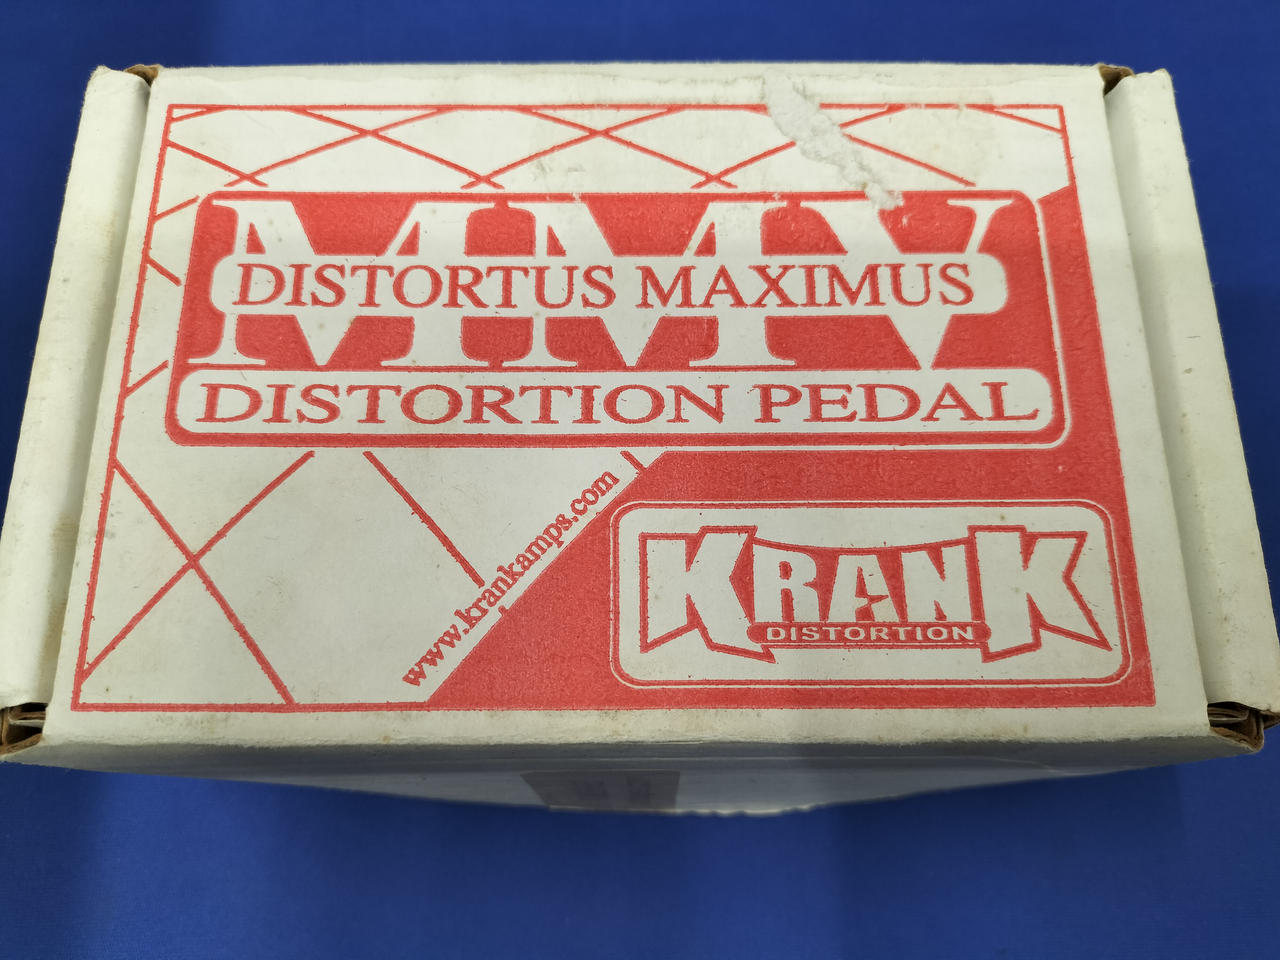 MMV
DISTORTUS MAXIMUS
DISTORTION PEDAL
www.krankamps.com
KRANK
DISTORTION